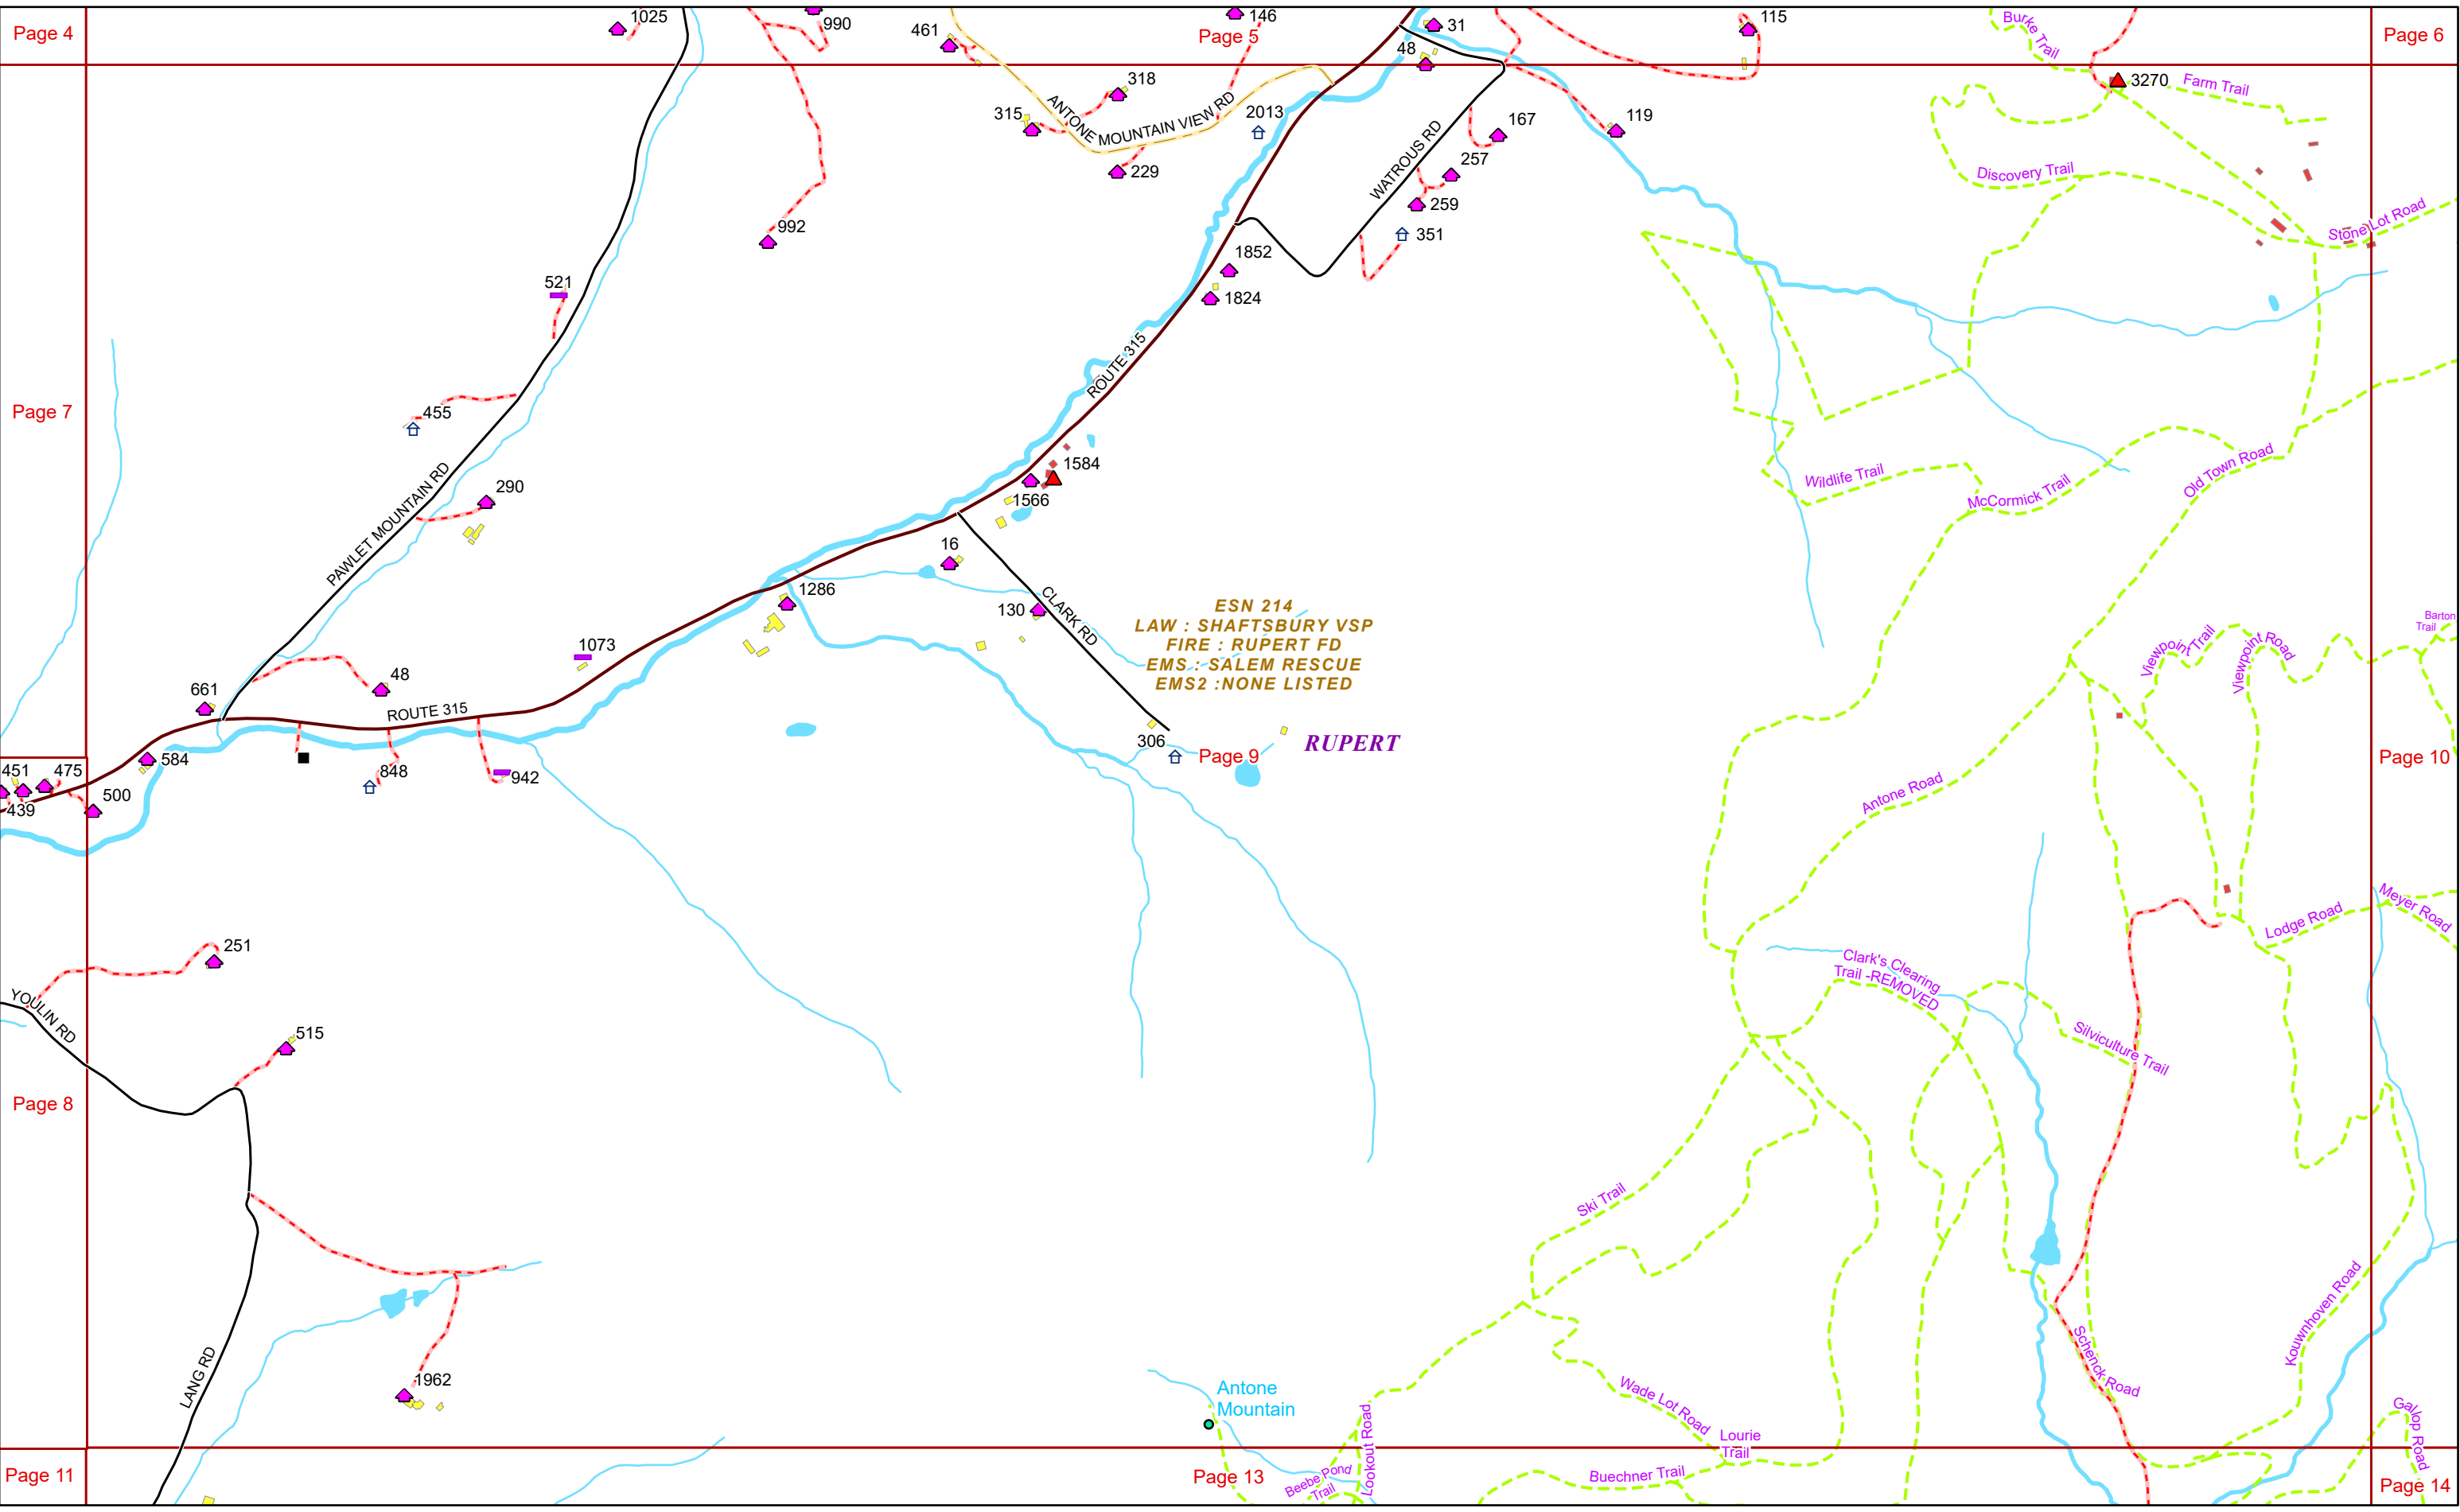 Page 4
1025
990
461
146
Page 5
31
48
115
Burke Trail
Page 6
318
315
ANTONE MOUNTAIN VIEW RD
229
2013
WATROUS RD
167
119
257
259
351
3270
Farm Trail
Discovery Trail
Stone Lot Road
992
521
1852
1824
ROUTE 315
Page 7
455
290
PAWLET MOUNTAIN RD
1584
1566
16
1286
130
CLARK RD
Wildlife Trail
McCormick Trail
Old Town Road
ESN 214
LAW : SHAFTSBURY VSP
FIRE : RUPERT FD
EMS : SALEM RESCUE
EMS2 :NONE LISTED
Barton
Trail
Viewpoint Trail
Viewpoint Road
1073
48
661
ROUTE 315
306
Page 9
RUPERT
Page 10
584
451
475
439
500
848
942
Antone Road
Lodge Road
Meyer Road
251
YOULIN RD
515
Clark's Clearing
Trail -REMOVED
Silviculture Trail
Page 8
Ski Trail
Kouwnhoven Road
Schenck Road
LANG RD
1962
Antone
Mountain
Wade Lot Road
Lourie
Trail
Lookout Road
Gallop Road
Page 11
Page 13
Beebe Pond
Trail
Buechner Trail
Page 14